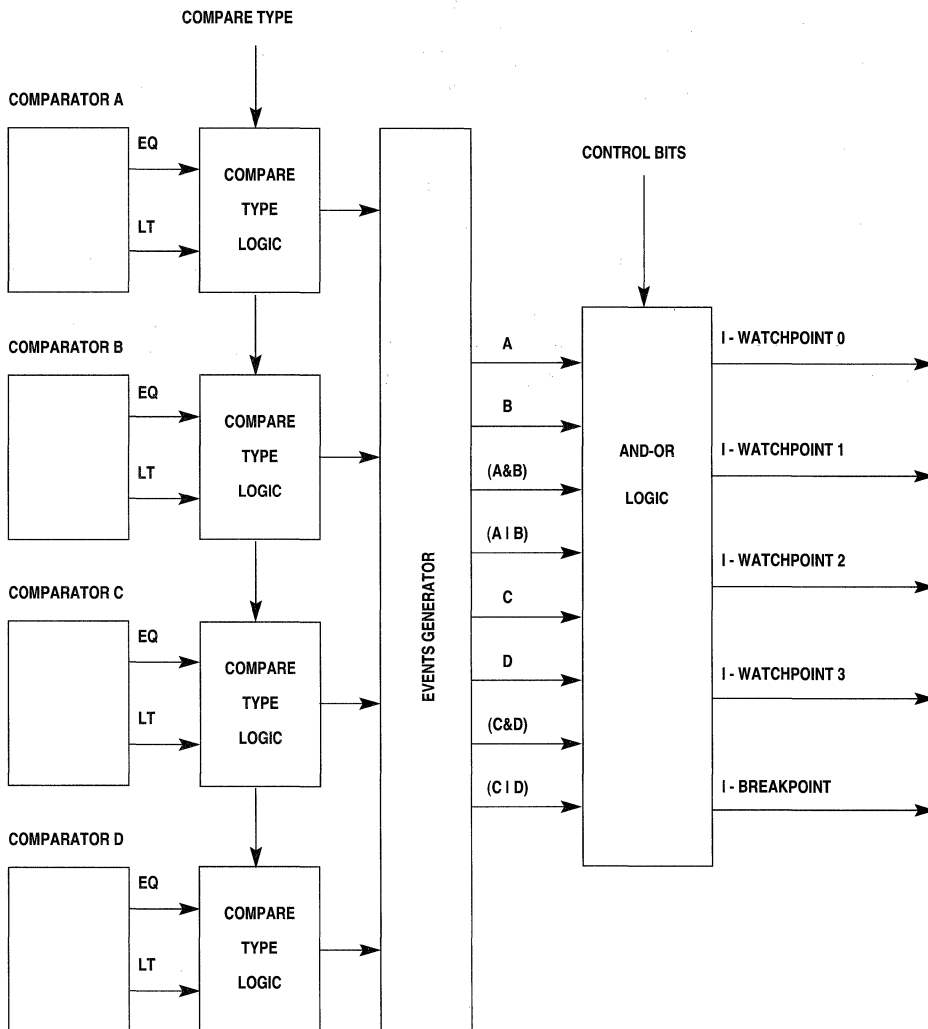 COMPARE TYPE
COMPARATOR A
EQ
LT
COMPARE
TYPE
LOGIC
COMPARATOR B
EQ
LT
COMPARE
TYPE
LOGIC
COMPARATOR C
EQ
LT
COMPARE
TYPE
LOGIC
COMPARATOR D
EQ
LT
COMPARE
TYPE
LOGIC
EVENTS GENERATOR
A
B
(A&B)
(A I B)
C
D
(C&D)
(C I D)
CONTROL BITS
AND-OR
LOGIC
I - WATCHPOINT 0
I - WATCHPOINT 1
I - WATCHPOINT 2
I - WATCHPOINT 3
I - BREAKPOINT